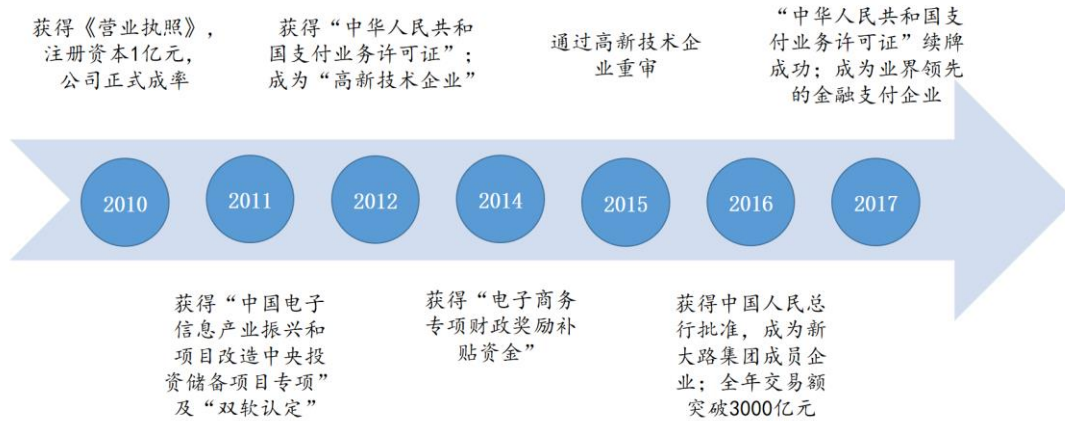 获得《营业执照》，
注册资本1亿元，
公司正式成率
获得“中华人民共和
国支付业务许可证”；
成为“高新技术企业”
通过高新技术企
业重审
“中华人民共和国支
付业务许可证”续牌
成功；成为业界领先
的金融支付企业
2010
2011
2012
2014
2015
2016
2017
获得“中国电子
信息产业振兴和
项目改造中央投
资储备项目专项”
及“双软认定”
获得“电子商务
专项财政奖励补
贴资金”
获得中国人民总
行批准，成为新
大路集团成员企
业；全年交易额
突破3000亿元